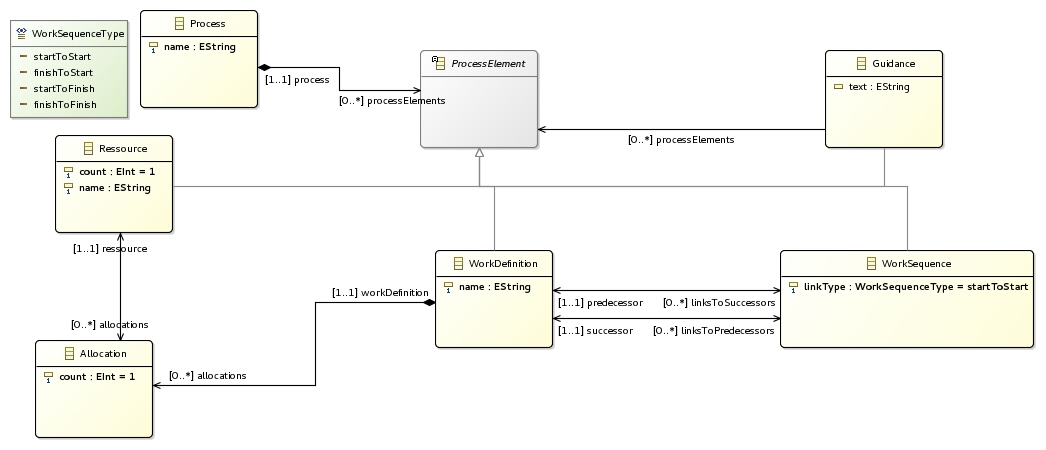 WorkSequenceType
startToStart
finishToStart
startToFinish
finishToFinish
Process
name : EString
[1..1] process
[0..*] processElements
ProcessElement
Guidance
text : EString
[0..*] processElements
Ressource
count : EInt = 1
name : EString
[1..1] ressource
[0..*] allocations
WorkDefinition
name : EString
[1..1] workDefinition
[0..*] allocations
[1..1] predecessor
[0..*] linksToSuccessors
[1..1] successor
[0..*] linksToPredecessors
WorkSequence
linkType : WorkSequenceType = startToStart
Allocation
count : EInt = 1